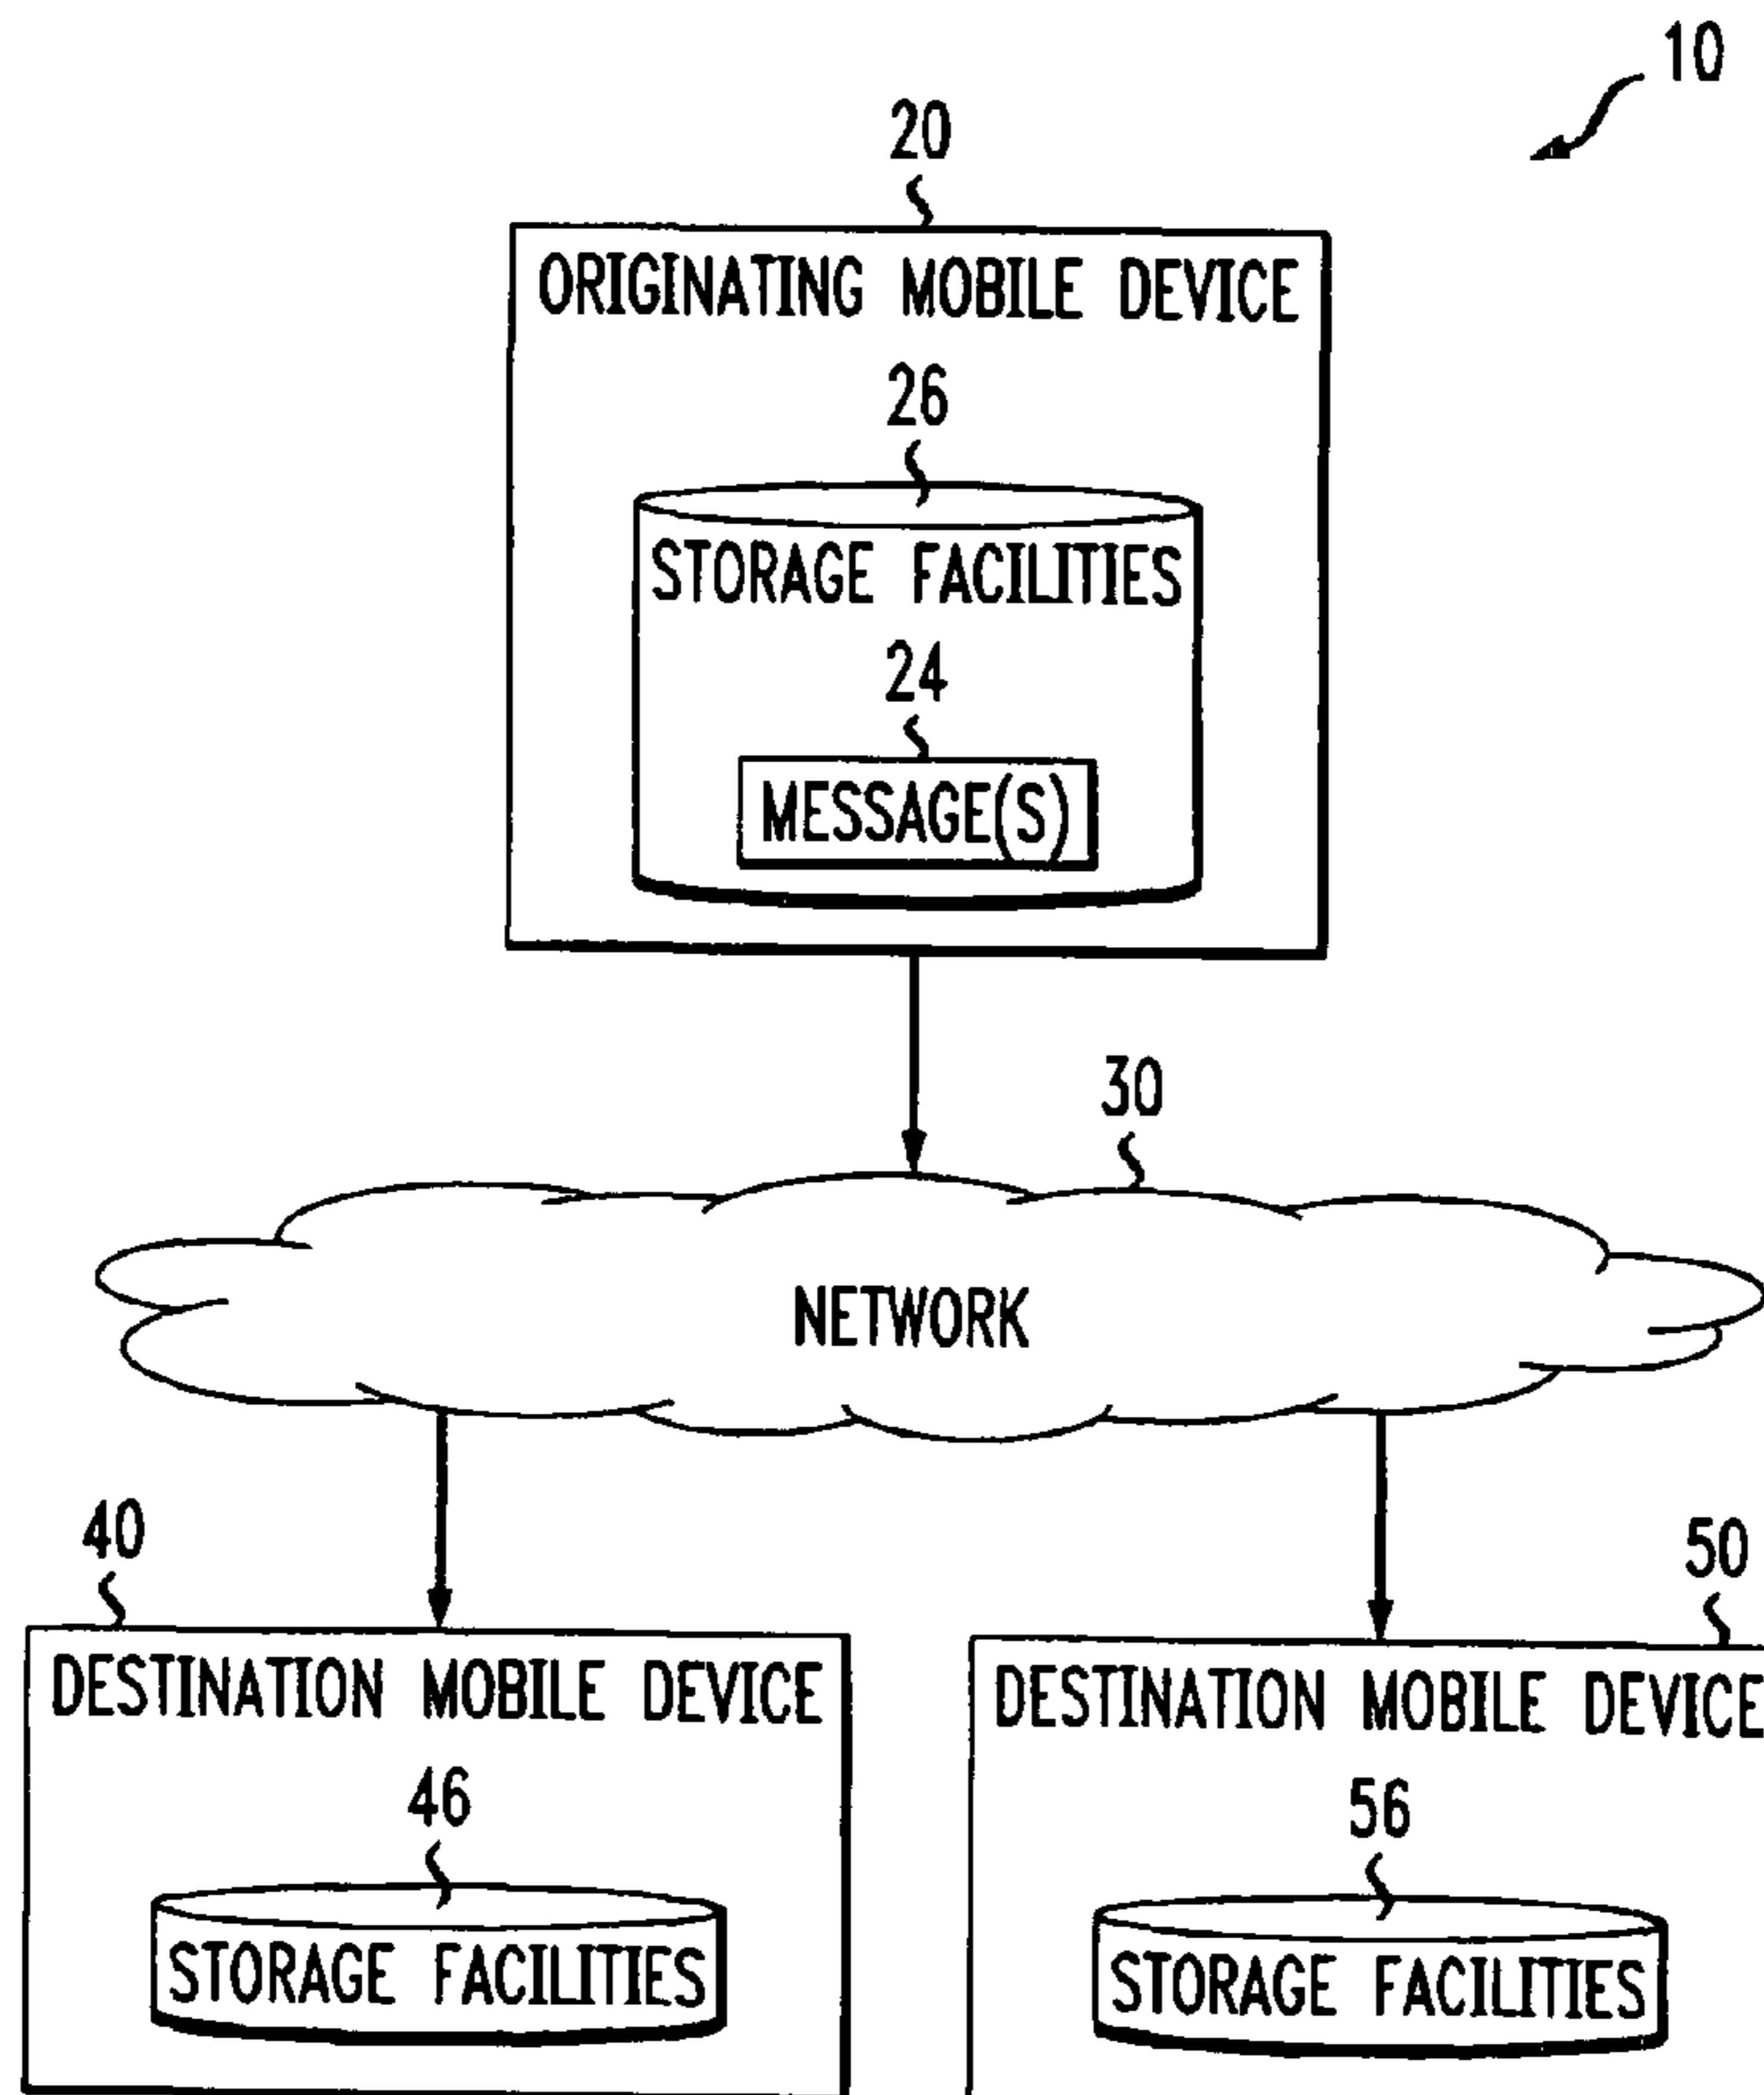 10
20
ORIGINATING MOBILE DEVICE
26
STORAGE FACILITIES
24
MESSAGE(S)
30
NETWORK
40
50
DESTINATION MOBILE DEVICE
DESTINATION MOBILE DEVICE
46
56
STORAGE FACILITIES
STORAGE FACILITIES